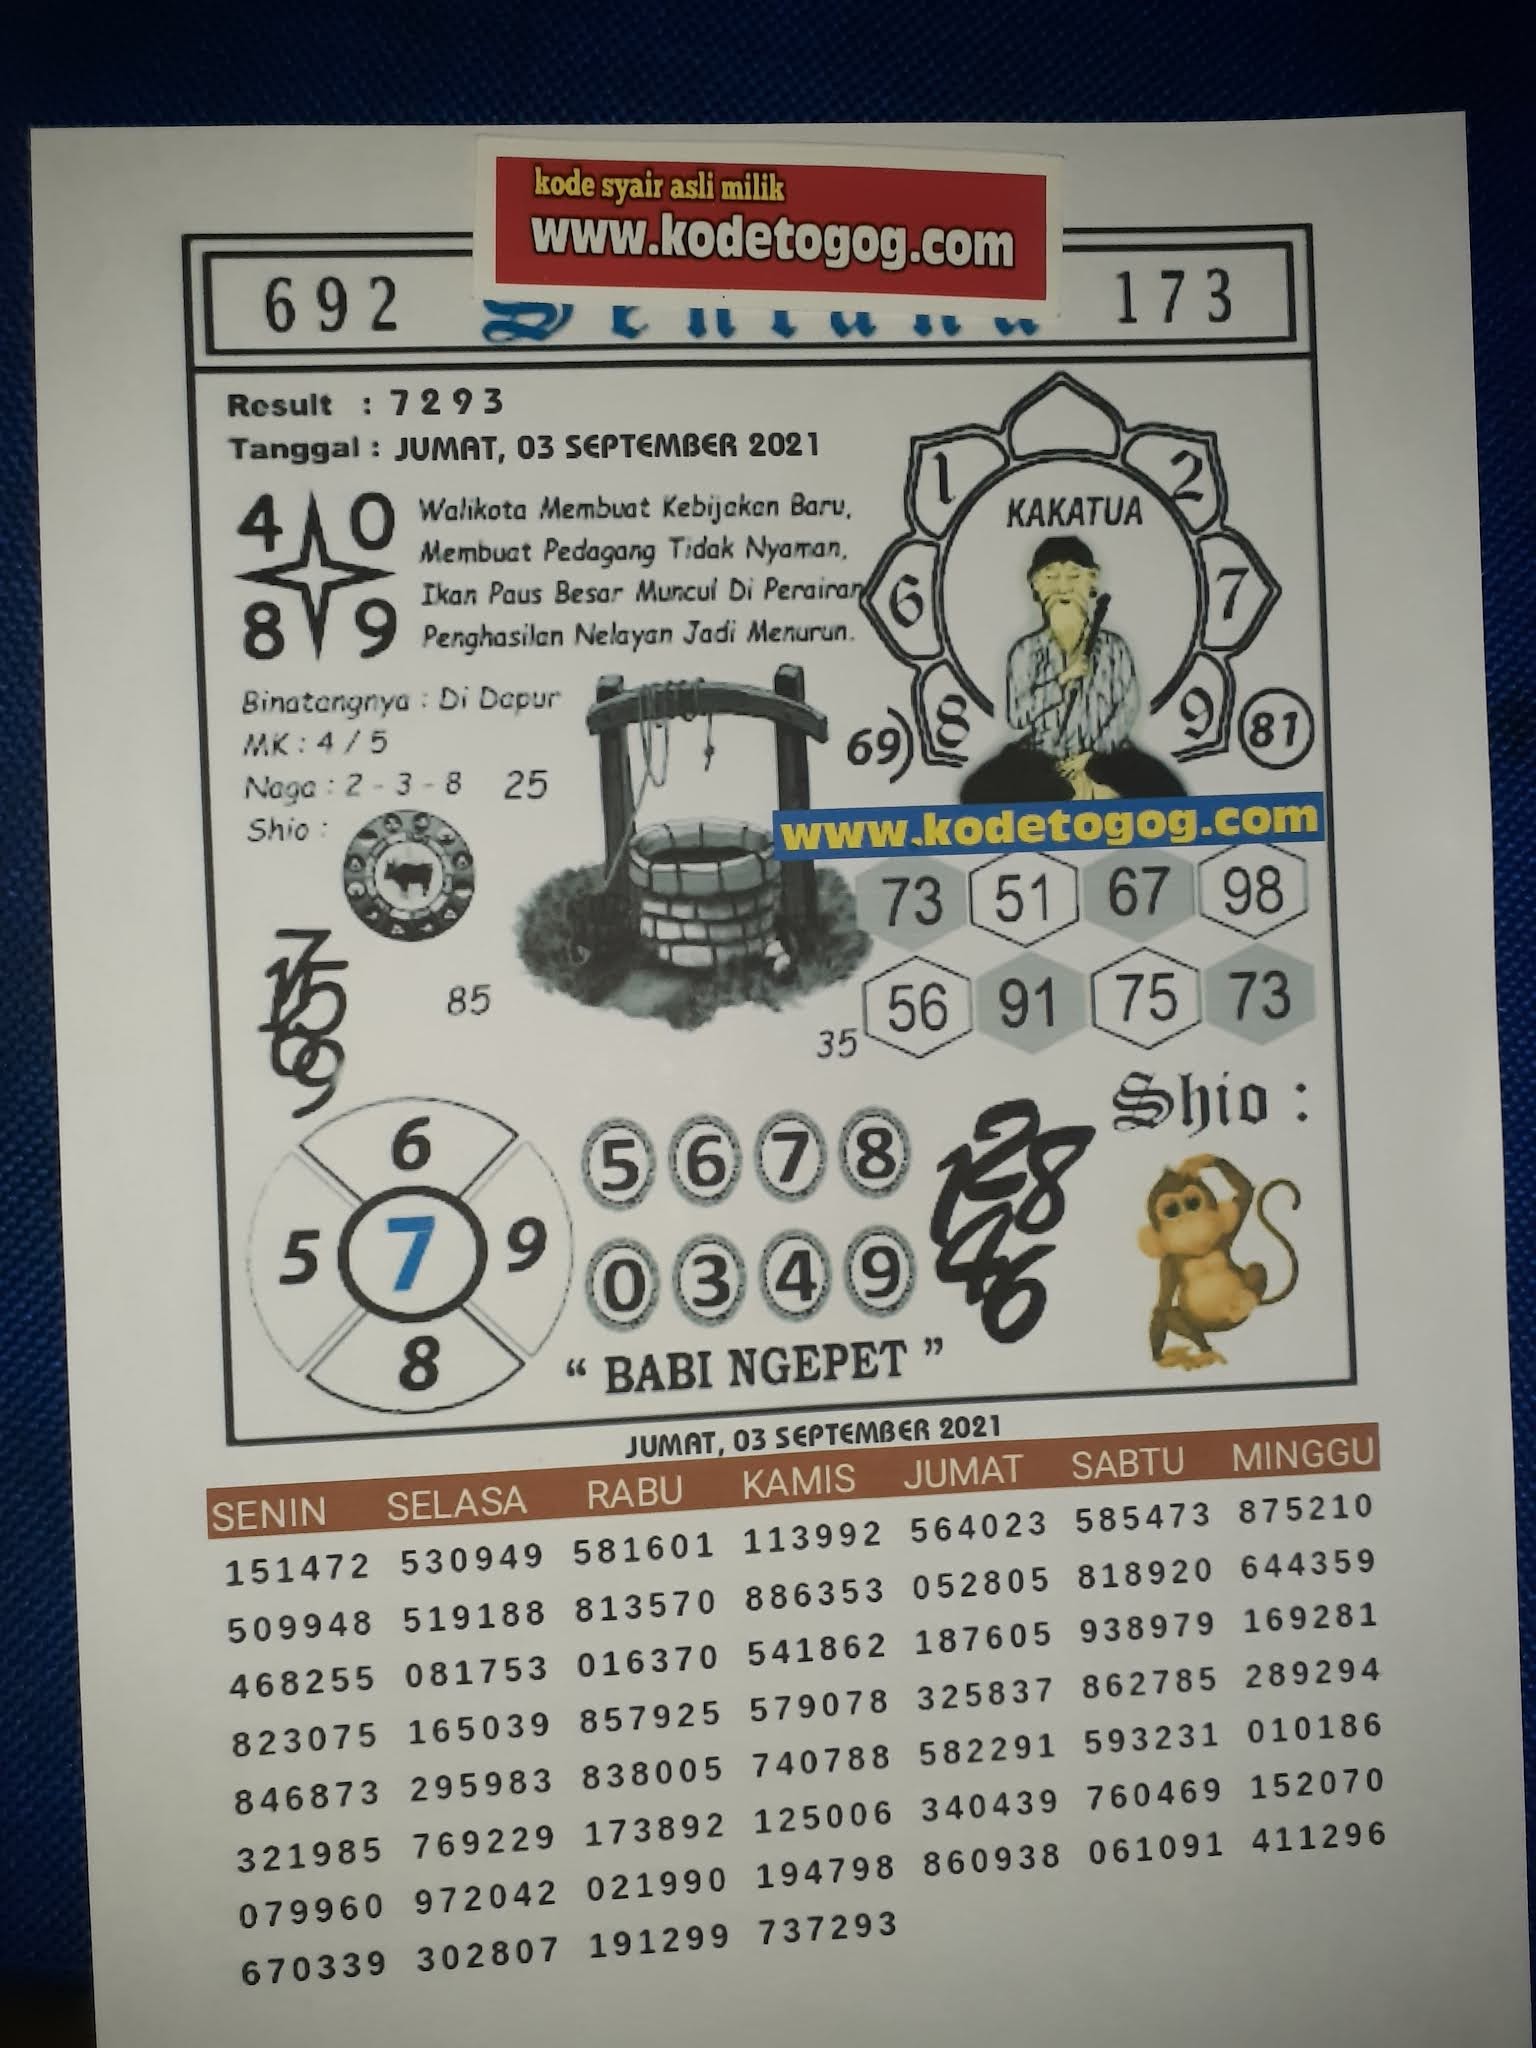 kode syair asli milik
www.kodetogog.com
692
173
Result : 7293
Tanggal : JUMAT, 03 SEPTEMBER 2021
4 0
8 9
Walikota Membuat Kebijakan Baru,
Membuat Pedagang Tidak Nyaman,
Ikan Paus Besar Muncul Di Perairan
Penghasilan Nelayan Jadi Menurun.
KAKATUA
1 2
6 7
8 9
69
81
Binatangnya : Di Dapur
MK : 4 / 5
Naga : 2 - 3 - 8
25
Shio :
www.kodetogog.com
73 51 67 98
56 91 75 73
85
35
Shio :
6
5 7 9
8
5 6 7 8
0 3 4 9
“ BABI NGEPET ”
JUMAT, 03 SEPTEMBER 2021
SENIN SELASA RABU KAMIS JUMAT SABTU MINGGU
151472 530949 581601 113992 564023 585473 875210
509948 519188 813570 886353 052805 818920 644359
468255 081753 016370 541862 187605 938979 169281
823075 165039 857925 579078 325837 862785 289294
846873 295983 838005 740788 582291 593231 010186
321985 769229 173892 125006 340439 760469 152070
079960 972042 021990 194798 860938 061091 411296
670339 302807 191299 737293